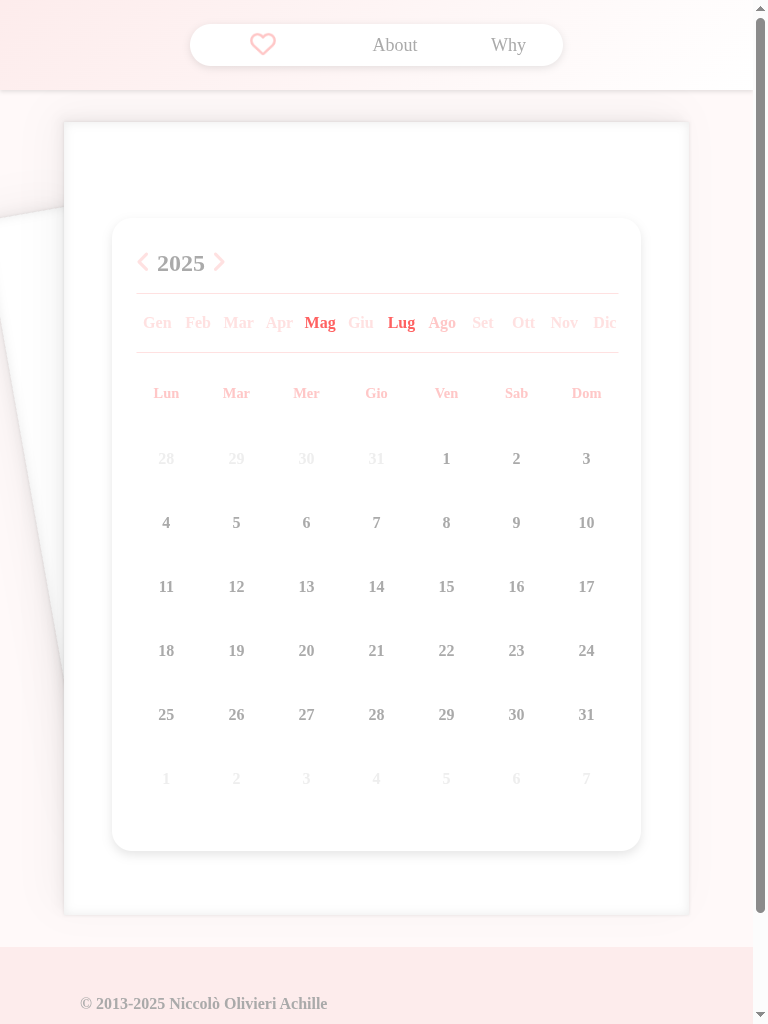 About Why
2025
Gen Feb Mar Apr Mag Giu Lug Ago Set Ott Nov Dic
Lun Mar Mer Gio Ven Sab Dom
28 29 30 31 1 2 3
4 5 6 7 8 9 10
11 12 13 14 15 16 17
18 19 20 21 22 23 24
25 26 27 28 29 30 31
1 2 3 4 5 6 7
© 2013-2025 Niccolò Olivieri Achille